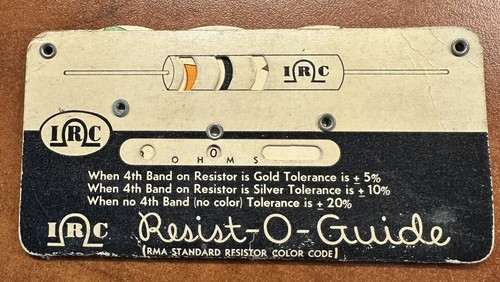 IRC
IRC
0
OHMS
When 4th Band on Resistor is Gold Tolerance is ± 5%
When 4th Band on Resistor is Silver Tolerance is ± 10%
When no 4th Band (no color) Tolerance is ± 20%
IRC Resist-O-Guide
(RMA STANDARD RESISTOR COLOR CODE)